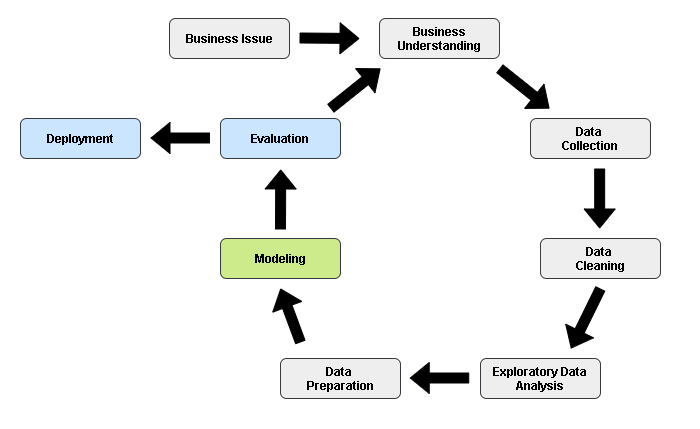 Business Issue
Business
Understanding
Deployment
Evaluation
Data
Collection
Modeling
Data
Cleaning
Data
Preparation
Exploratory Data
Analysis